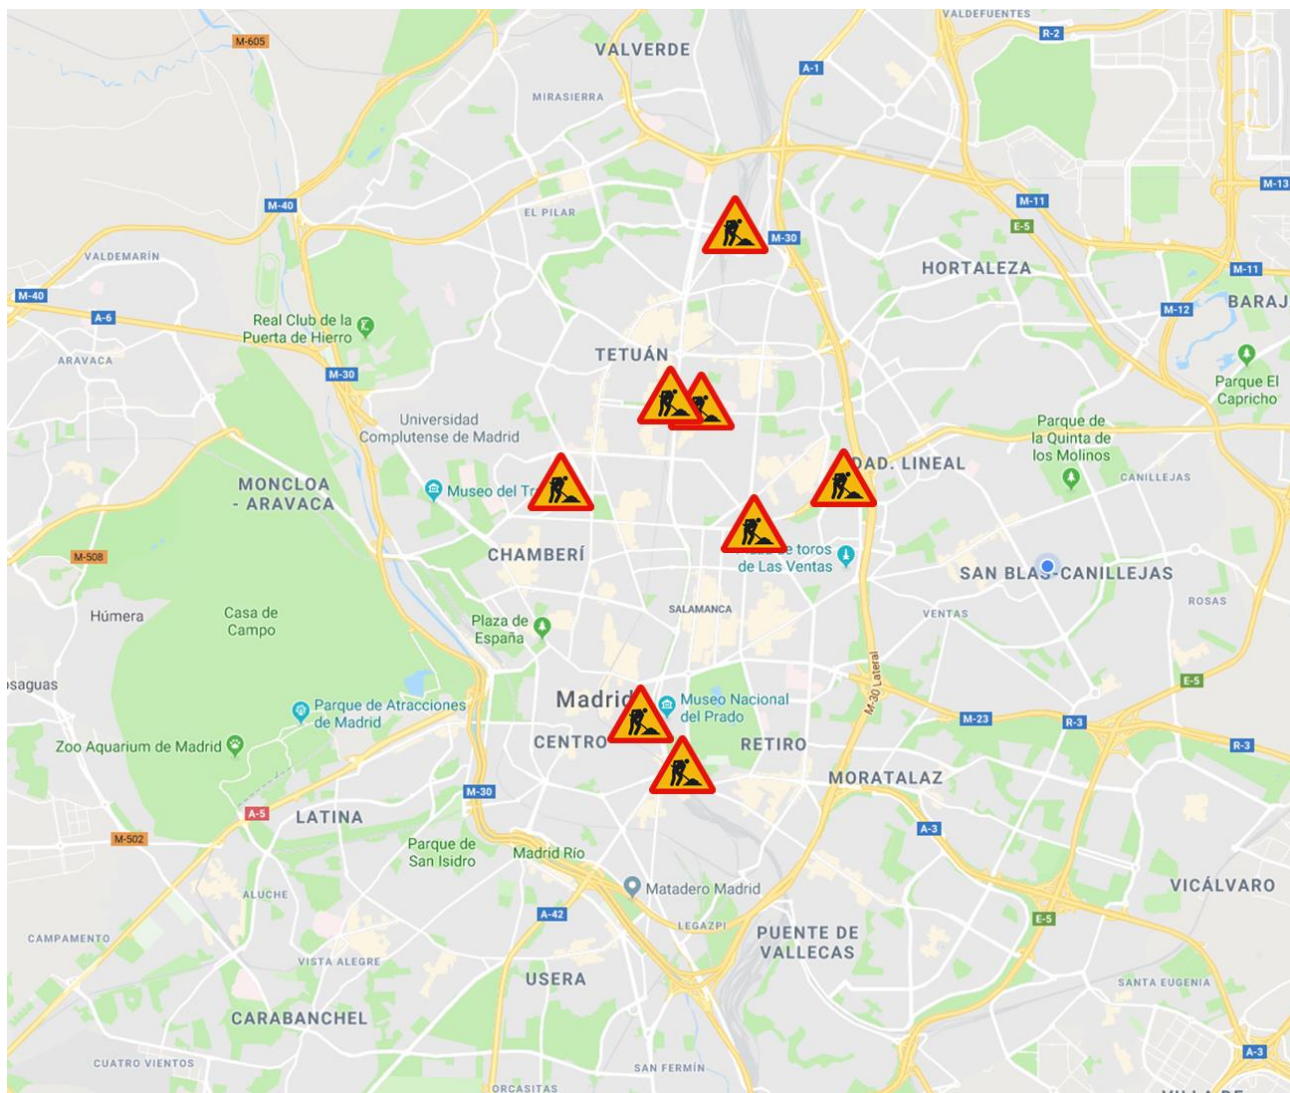 VALDEFUENTES
M-605
R-2
VALVERDE
A-1
MIRASIERRA
M-13
M-40
M-11
EL PILAR
E-5
M-30
VALDEMARÍN
HORTALEZA
M-11
M-40
BARAJ
A-6
M-12
Real Club de la
Puerta de Hierro
TETUÁN
ARAVACA
M-30
Parque El
Capricho
Universidad
Complutense de Madrid
Parque de
la Quinta de
los Molinos
DAD. LINEAL
CANILLEJAS
MONCLOA
- ARAVACA
Museo del Tr
CHAMBERÍ
M-508
de toros
de Las Ventas
SAN BLAS-CANILLEJAS
ROSAS
Húmera
Casa de
Campo
SALAMANCA
VENTAS
Plaza de
España
M-30 Lateral
osaguas
E-5
Parque de Atracciones
de Madrid
Madrid
Museo Nacional
del Prado
M-23
R-3
Zoo Aquarium de Madrid
CENTRO
RETIRO
R-3
MORATALAZ
M-30
A-5
LATINA
A-3
M-502
Parque de
San Isidro
Madrid Río
VICÁLVARO
ALUCHE
Matadero Madrid
A-42
E-5
LEGAZPI
CAMPAMENTO
PUENTE DE
VALLECAS
VISTA ALEGRE
USERA
SANTA EUGENIA
CARABANCHEL
A-3
CUATRO VIENTOS
SAN FERMÍN
ORCASITAS
VILLA DE